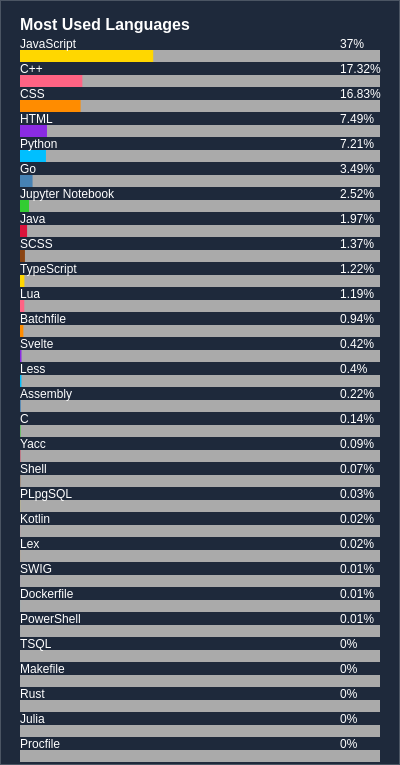 Most Used Languages
JavaScript 37%
C++ 17.32%
CSS 16.83%
HTML 7.49%
Python 7.21%
Go 3.49%
Jupyter Notebook 2.52%
Java 1.97%
SCSS 1.37%
TypeScript 1.22%
Lua 1.19%
Batchfile 0.94%
Svelte 0.42%
Less 0.4%
Assembly 0.22%
C 0.14%
Yacc 0.09%
Shell 0.07%
PLpgSQL 0.03%
Kotlin 0.02%
Lex 0.02%
SWIG 0.01%
Dockerfile 0.01%
PowerShell 0.01%
TSQL 0%
Makefile 0%
Rust 0%
Julia 0%
Procfile 0%